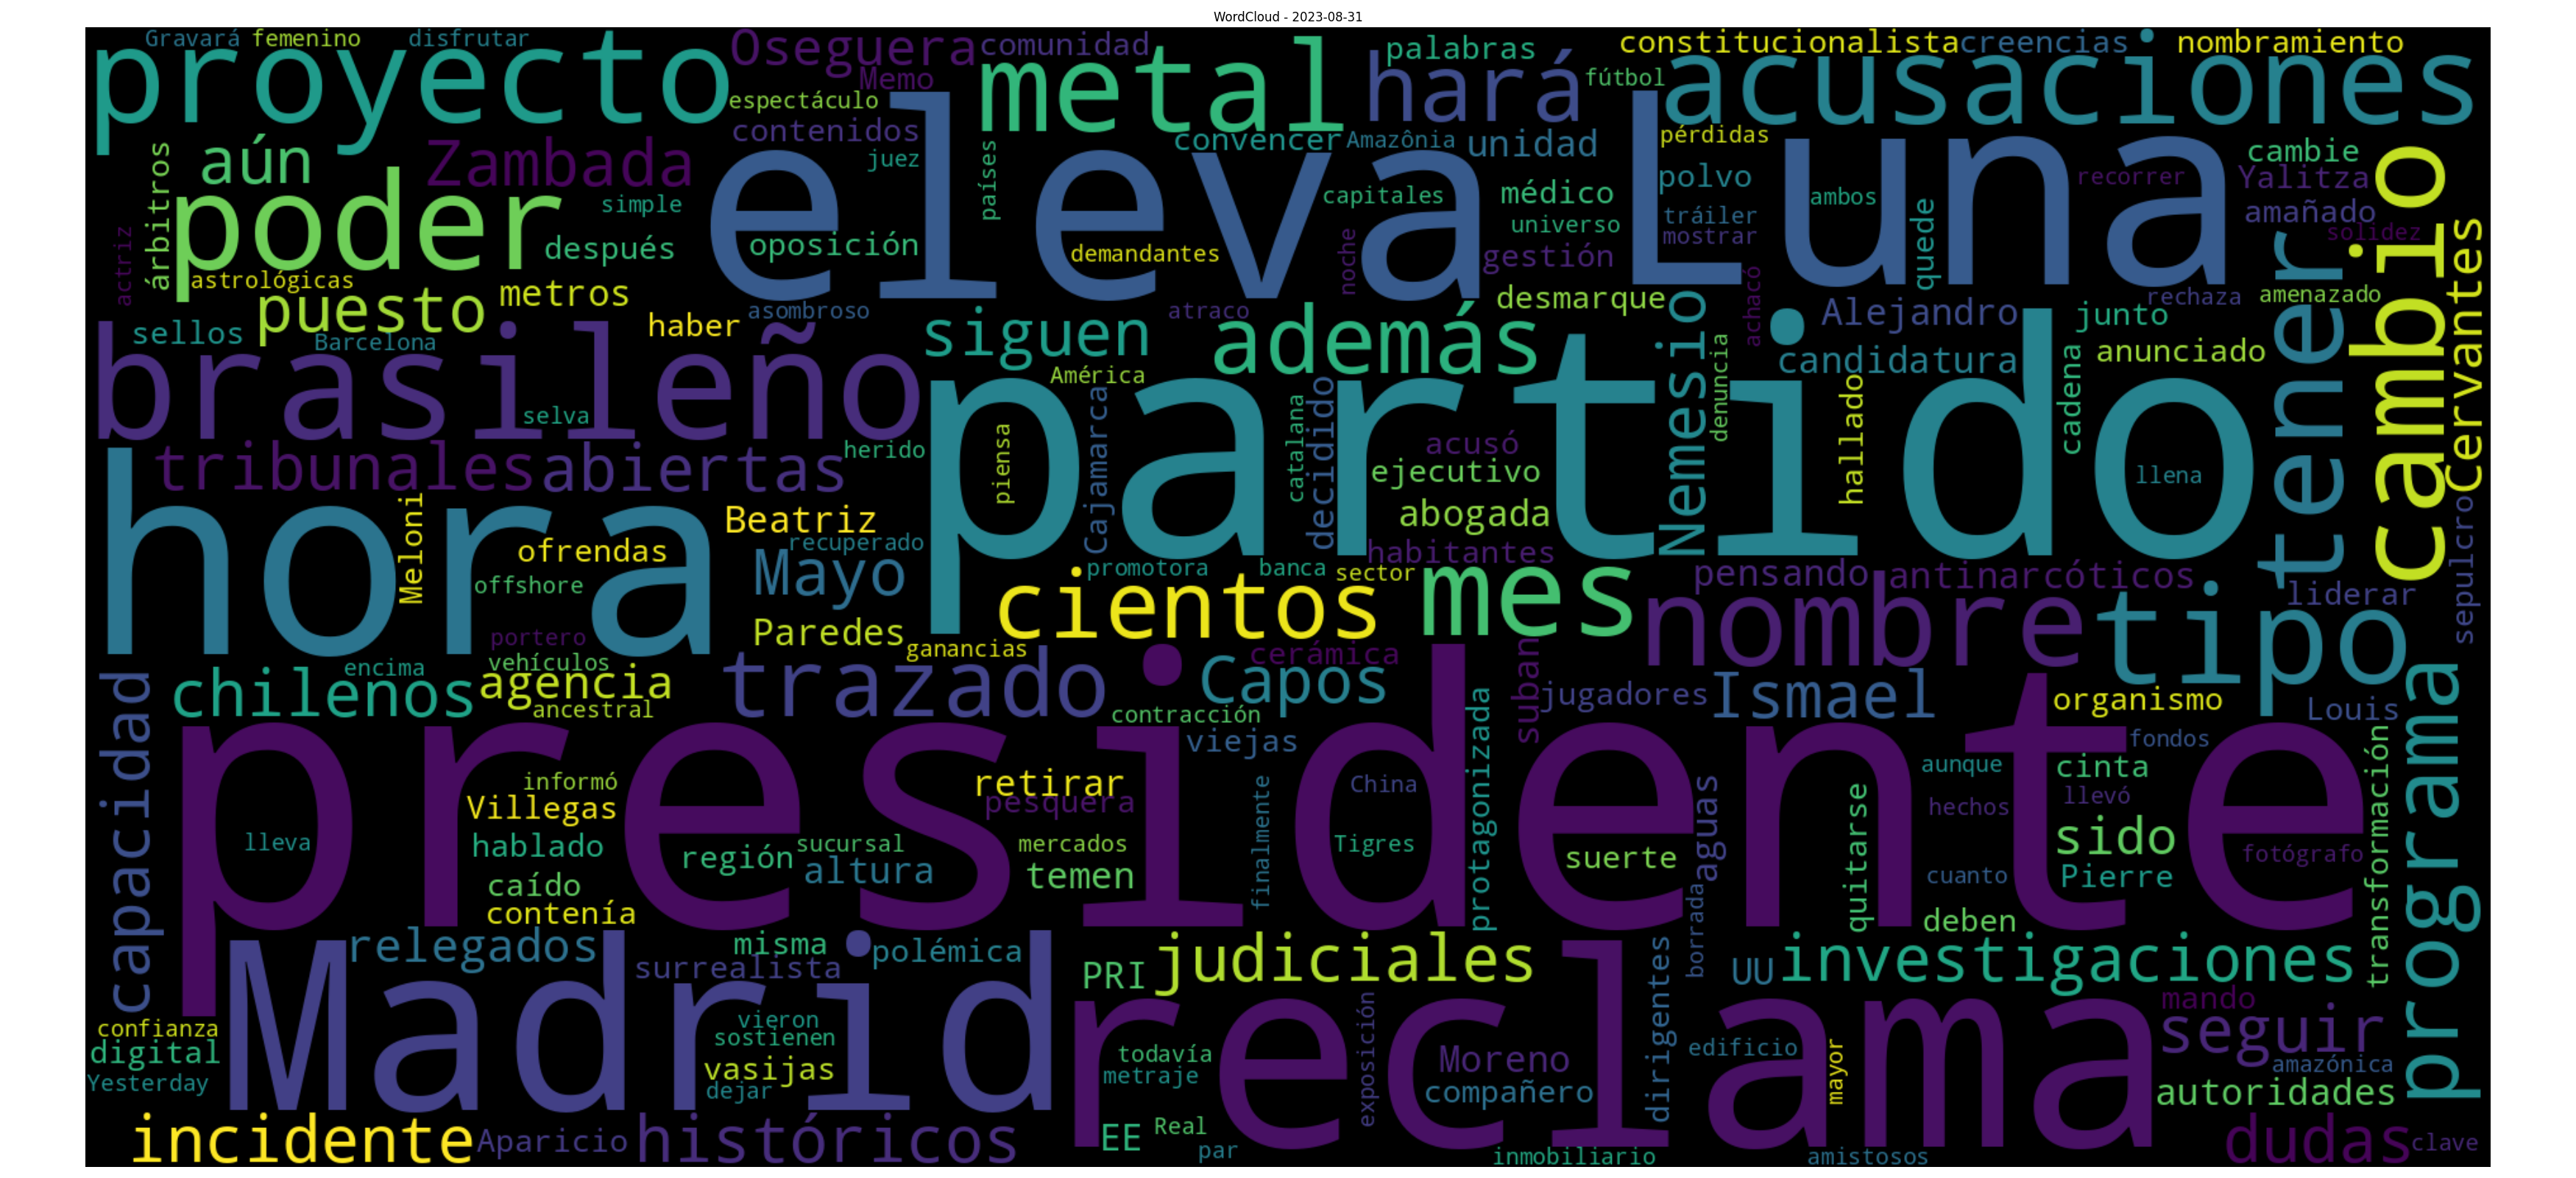 WordCloud - 2023-08-31
Gravará femenino disfrutar
proyecto
Oseguera
comunidad
Memo
metal
hará
palabras
fútbol
constitucionalista
creencias
nombramiento
acusaciones
espectáculo
contenidos
juez
eleva
convencer
Amazônia
unidad
Luna
pérdidas
cambie
aún
Zambada
árbitros
poder
simple
después
oposición
países
capitales
médico
universo
polvo
ambos
recorrer
Yalitza
amañado
solidez
cambio
tráiler
mostrar
quede
actriz
astrológicas
puesto
metros
demandantes
noche
gestión
desmarque
achacó
rechaza
amenazado
Cervantes
tener
sellos
Barcelona
haber
asombroso
atraco
siguen
además
Nemesio
denuncia
Alejandro
candidatura
junto
anunciado
cadena
brasileño
selva
América
partido
Cajamarca
catalana
decidido
acusó
ejecutivo
abogada
hallado
llena
tribunales
abiertas
herido
piensa
hora
Meloni
ofrendas
offshore
Beatriz
recuperado
Mayo
promotora
banca
sector
habitantes
pensando
antinarcóticos
liderar
sepulcro
portero
Paredes
cientos
mes
nombre
tipo
ganancias
cerámica
suban
encima
vehículos
chilenos
agencia
ancestral
trazado
Capos
jugadores
Ismael
organismo
Louis
programa
capacidad
presidente
contracción
viejas
protagonizada
fondos
transformación
informó
Villegas
retirar
pesquera
China
aguas
aunque
cinta
hechos
llevó
lleva
hablado
región
sucursal
altura
mercados
temen
finalmente
Tigres
suerte
quitarse
sido
fotógrafo
caído
contenía
borrada
cuanto
Pierre
deben
Madrid
relegados
misma
surrealista
polémica
PRI
judiciales
dirigentes
UU
investigaciones
mando
confianza
digital
Yesterday
vieron
sostienen
vasijas
dejar
reclama
todavía
metraje
exposición
Moreno
compañero
edificio
mayor
seguir
amazónica
autoridades
incidente
Aparicio
históricos
EE
Real
par
inmobiliario
amistosos
dudas
clave